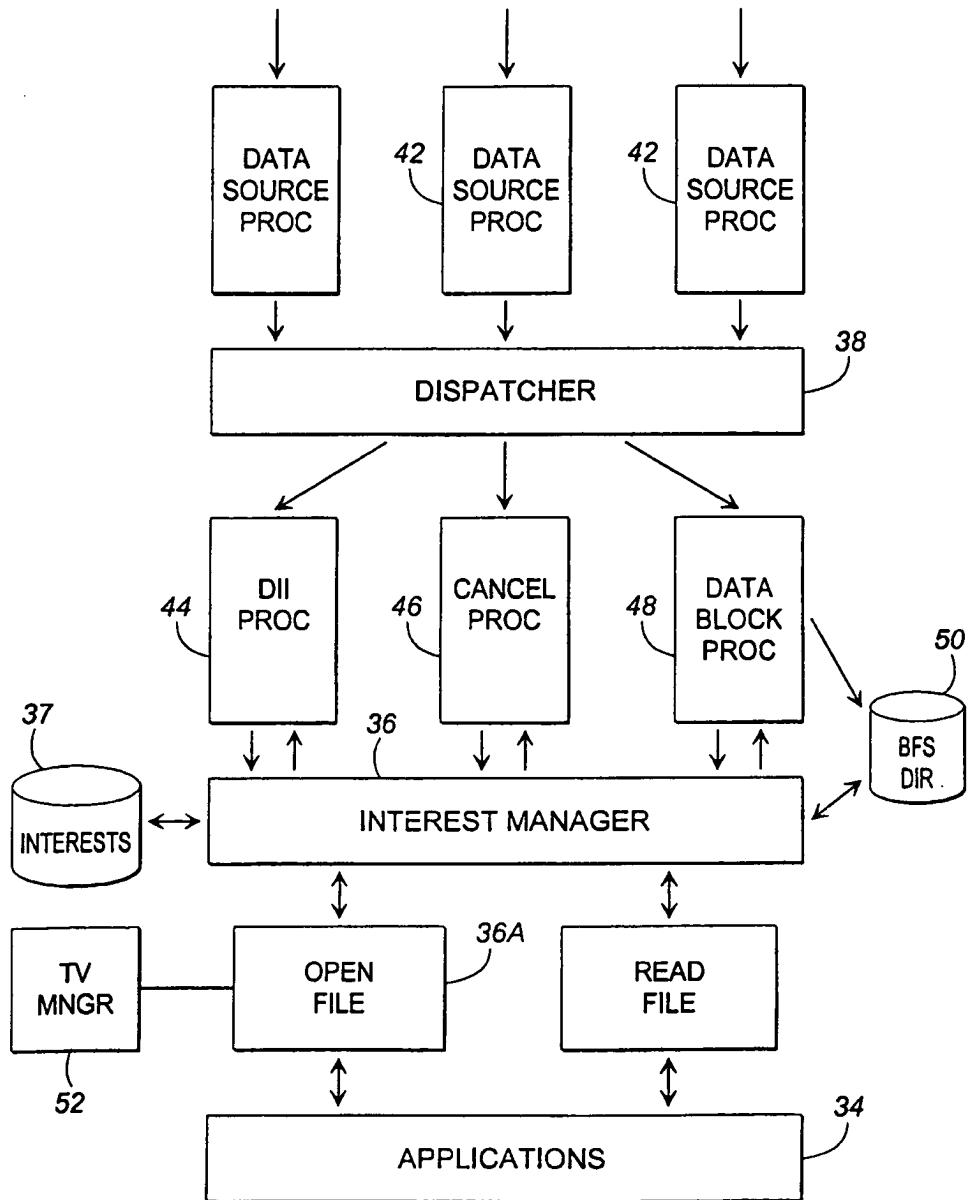 DATA
SOURCE
PROC
42
DATA
SOURCE
PROC
42
DATA
SOURCE
PROC
38
DISPATCHER
44
DII
PROC
46
CANCEL
PROC
48
DATA
BLOCK
PROC
50
BFS
DIR
37
INTERESTS
36
INTEREST MANAGER
TV
MNGR
52
OPEN
FILE
36A
READ
FILE
34
APPLICATIONS